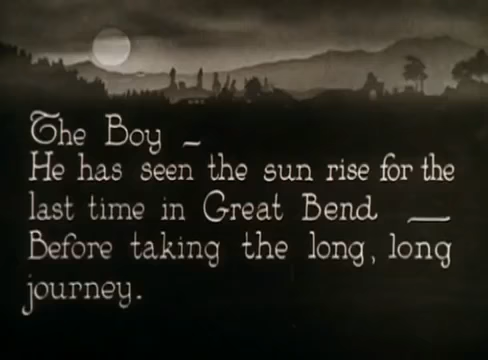 The Boy –
He has seen the sun rise for the
last time in Great Bend —
Before taking the long, long
journey.